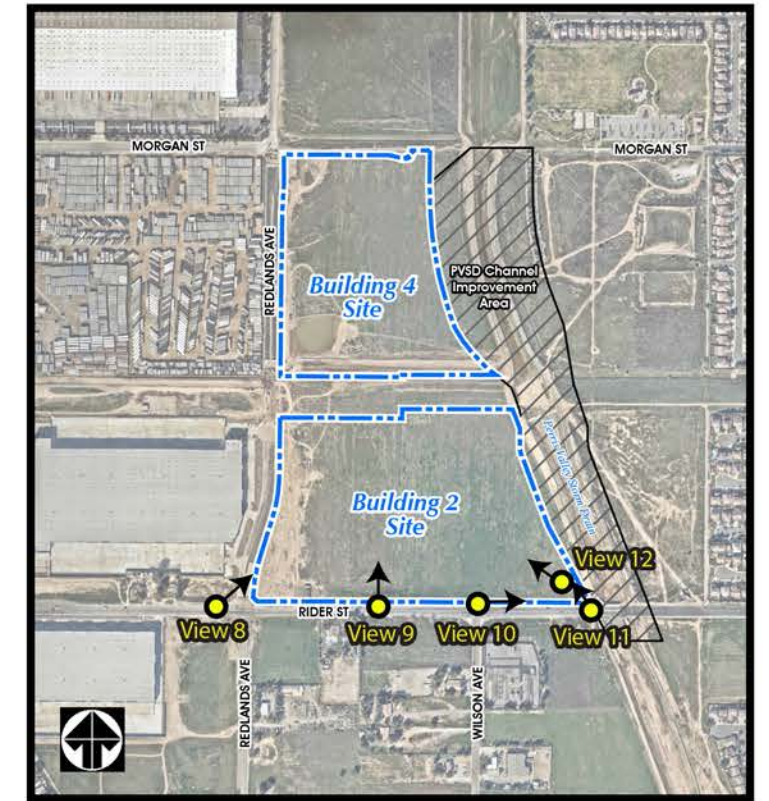 MORGAN ST
MORGAN ST
REDLANDS AVE
Building 4
Site
PVSD Channel
Improvement
Area
Perris Valley Storm Drain
Building 2
Site
View 12
View 8
RIDER ST
View 9
View 10
View 11
REDLANDS AVE
WILSON AVE